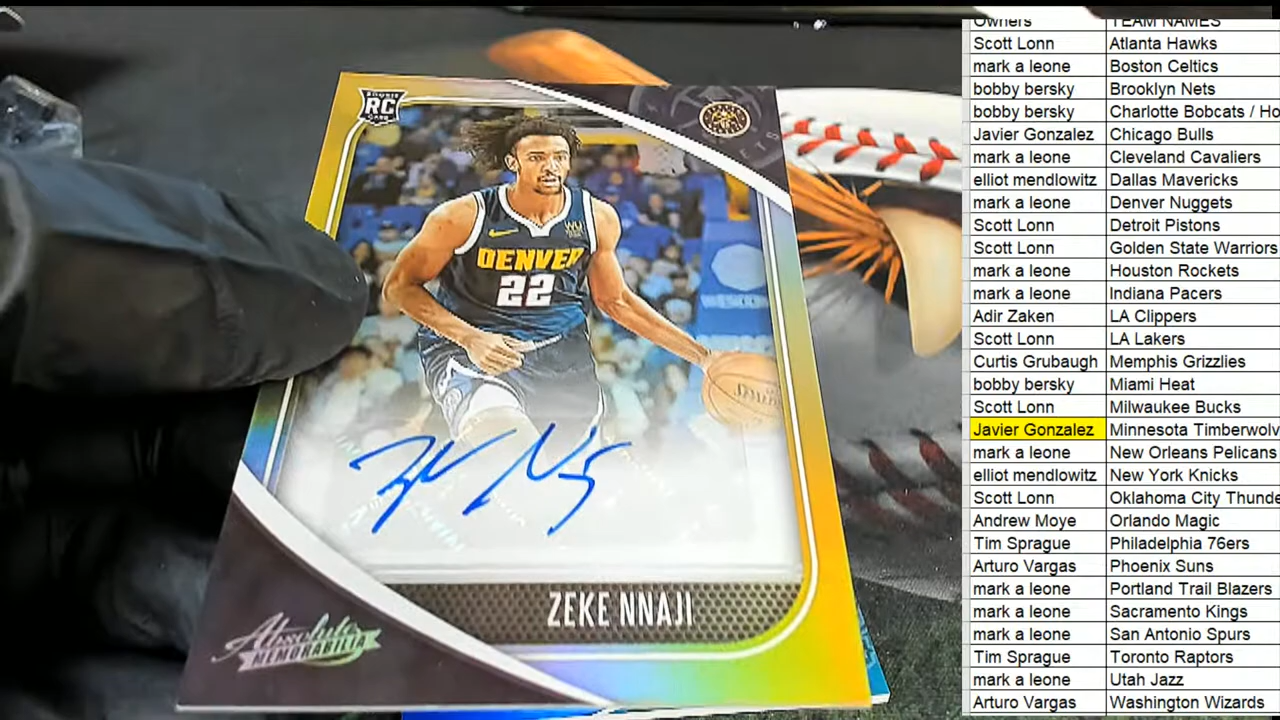 Owners TEAM NAMES
Scott Lonn Atlanta Hawks
mark a leone Boston Celtics
bobby bersky Brooklyn Nets
bobby bersky Charlotte Bobcats / Ho
Javier Gonzalez Chicago Bulls
mark a leone Cleveland Cavaliers
elliot mendlowitz Dallas Mavericks
mark a leone Denver Nuggets
Scott Lonn Detroit Pistons
Scott Lonn Golden State Warriors
mark a leone Houston Rockets
mark a leone Indiana Pacers
Adir Zaken LA Clippers
Scott Lonn LA Lakers
Curtis Grubaugh Memphis Grizzlies
bobby bersky Miami Heat
Scott Lonn Milwaukee Bucks
Javier Gonzalez Minnesota Timberwolv
mark a leone New Orleans Pelicans
elliot mendlowitz New York Knicks
Scott Lonn Oklahoma City Thunde
Andrew Moye Orlando Magic
Tim Sprague Philadelphia 76ers
Arturo Vargas Phoenix Suns
mark a leone Portland Trail Blazers
mark a leone Sacramento Kings
mark a leone San Antonio Spurs
Tim Sprague Toronto Raptors
mark a leone Utah Jazz
Arturo Vargas Washington Wizards
RC
DENVER
22
ZEKE NNAJI
Absolute
MEMORABILIA